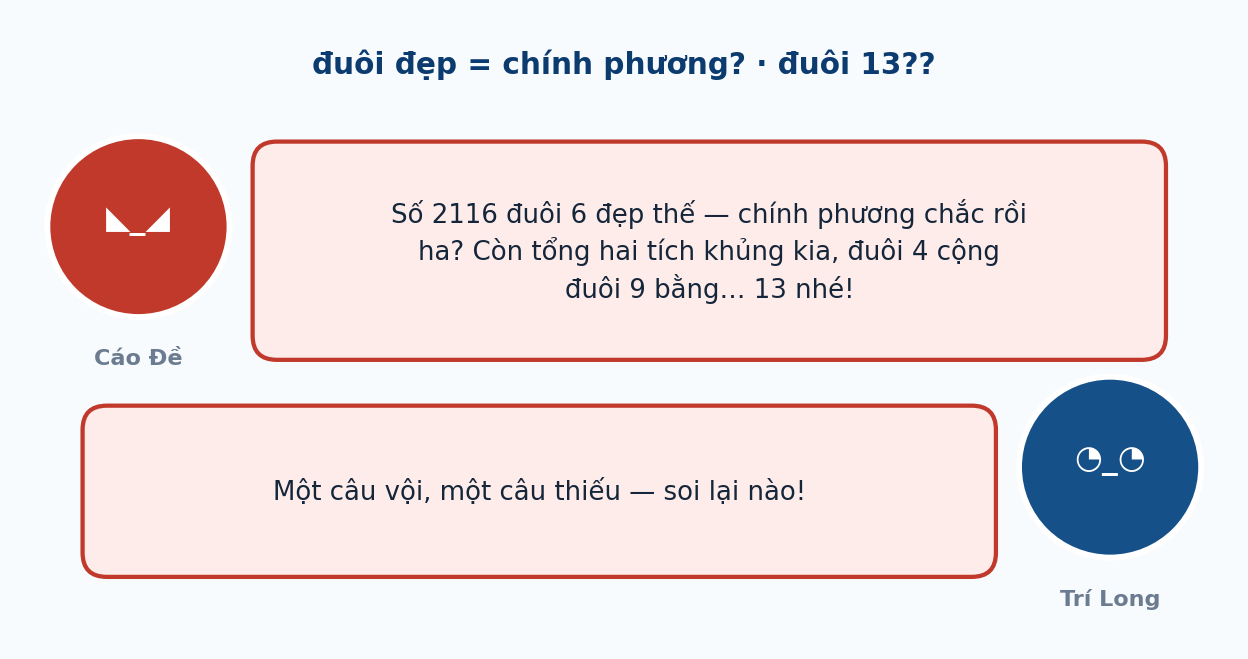 đuôi đẹp = chính phương? · đuôi 13??
Số 2116 đuôi 6 đẹp thế — chính phương chắc rồi
ha? Còn tổng hai tích khủng kia, đuôi 4 cộng
đuôi 9 bằng... 13 nhé!
Cáo Đề
Một câu vội, một câu thiếu — soi lại nào!
Trí Long